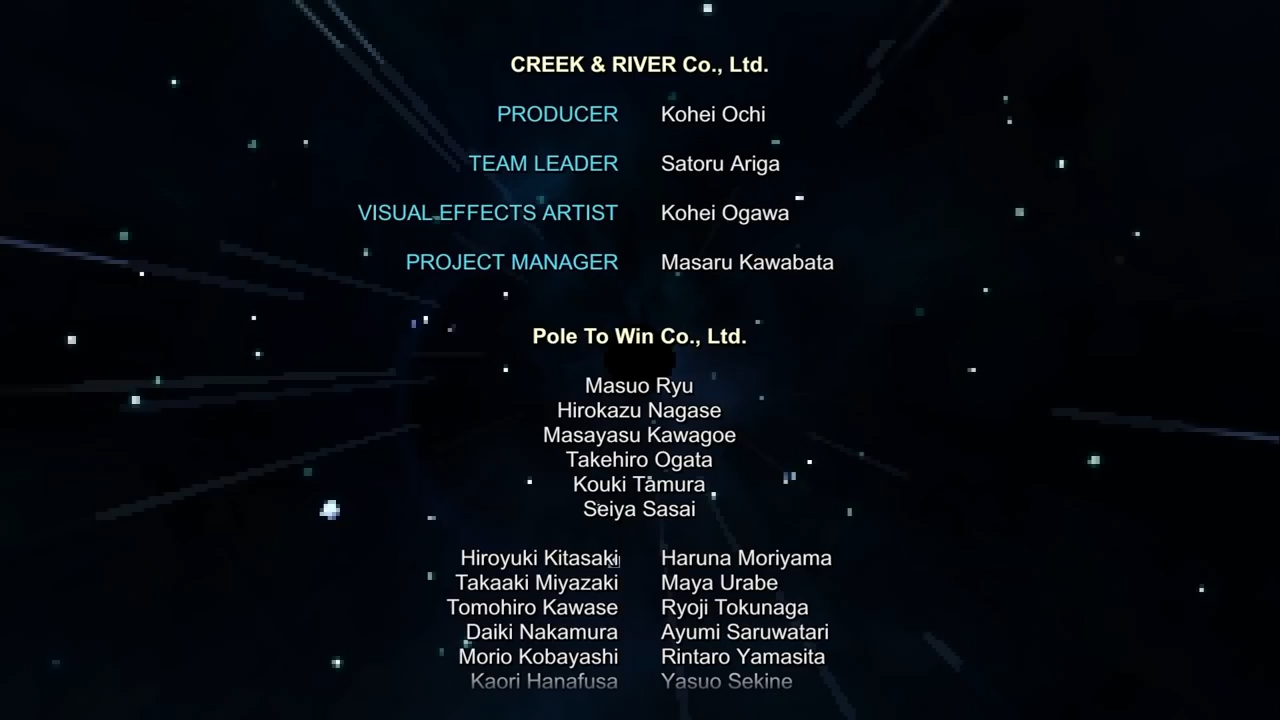 CREEK & RIVER Co., Ltd.
PRODUCER Kohei Ochi
TEAM LEADER Satoru Ariga
VISUAL EFFECTS ARTIST Kohei Ogawa
PROJECT MANAGER Masaru Kawabata
Pole To Win Co., Ltd.
Masuo Ryu
Hirokazu Nagase
Masayasu Kawagoe
Takehiro Ogata
Kouki Tamura
Seiya Sasai
Hiroyuki Kitasaki Haruna Moriyama
Takaaki Miyazaki Maya Urabe
Tomohiro Kawase Ryoji Tokunaga
Daiki Nakamura Ayumi Saruwatari
Morio Kobayashi Rintaro Yamasita
Kaori Hanafusa Yasuo Sekine